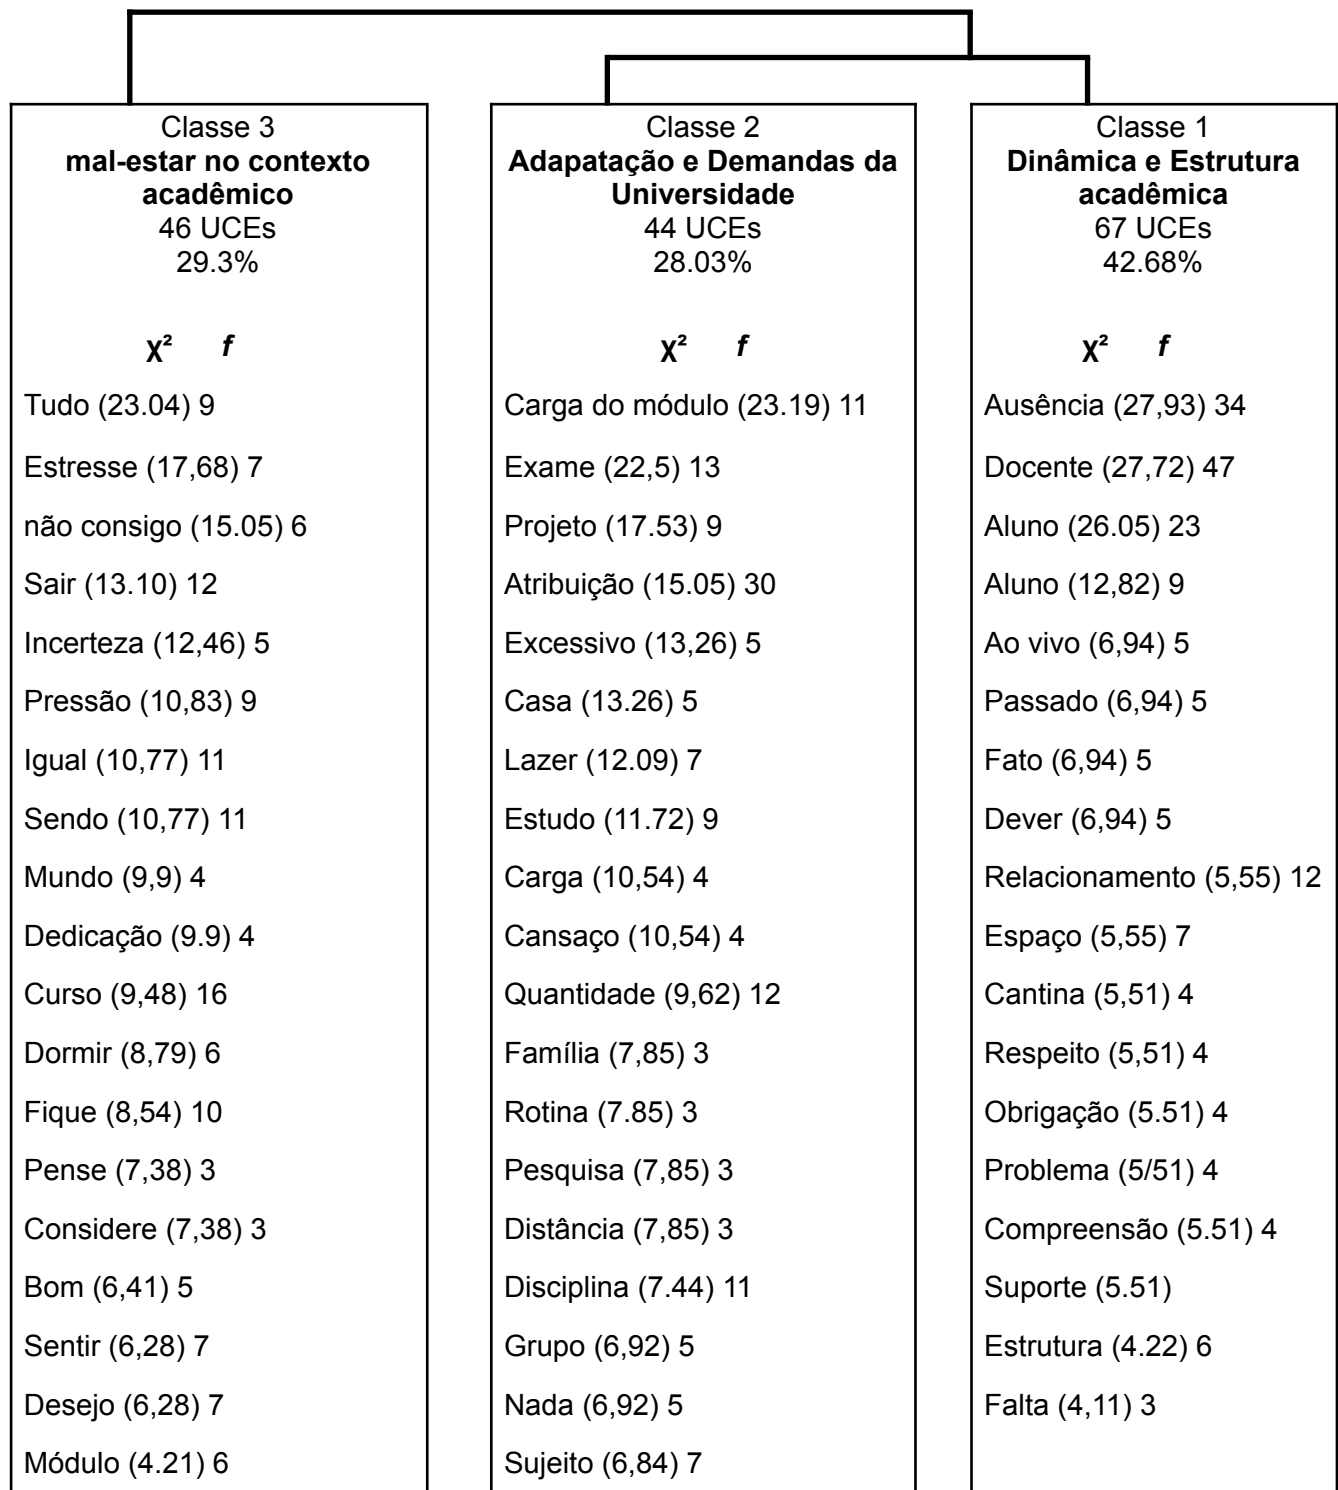 Classe 3
mal-estar no contexto
acadêmico
46 UCEs
29.3%
χ² f
Tudo (23.04) 9
Estresse (17,68) 7
não consigo (15.05) 6
Sair (13.10) 12
Incerteza (12,46) 5
Pressão (10,83) 9
Igual (10,77) 11
Sendo (10,77) 11
Mundo (9,9) 4
Dedicação (9.9) 4
Curso (9,48) 16
Dormir (8,79) 6
Fique (8,54) 10
Pense (7,38) 3
Considere (7,38) 3
Bom (6,41) 5
Sentir (6,28) 7
Desejo (6,28) 7
Módulo (4.21) 6
Classe 2
Adapatação e Demandas da
Universidade
44 UCEs
28.03%
χ² f
Carga do módulo (23.19) 11
Exame (22,5) 13
Projeto (17.53) 9
Atribuição (15.05) 30
Excessivo (13,26) 5
Casa (13.26) 5
Lazer (12.09) 7
Estudo (11.72) 9
Carga (10,54) 4
Cansaço (10,54) 4
Quantidade (9,62) 12
Família (7,85) 3
Rotina (7.85) 3
Pesquisa (7,85) 3
Distância (7,85) 3
Disciplina (7.44) 11
Grupo (6,92) 5
Nada (6,92) 5
Sujeito (6,84) 7
Classe 1
Dinâmica e Estrutura
acadêmica
67 UCEs
42.68%
χ² f
Ausência (27,93) 34
Docente (27,72) 47
Aluno (26.05) 23
Aluno (12,82) 9
Ao vivo (6,94) 5
Passado (6,94) 5
Fato (6,94) 5
Dever (6,94) 5
Relacionamento (5,55) 12
Espaço (5,55) 7
Cantina (5,51) 4
Respeito (5,51) 4
Obrigação (5.51) 4
Problema (5/51) 4
Compreensão (5.51) 4
Suporte (5.51)
Estrutura (4.22) 6
Falta (4,11) 3